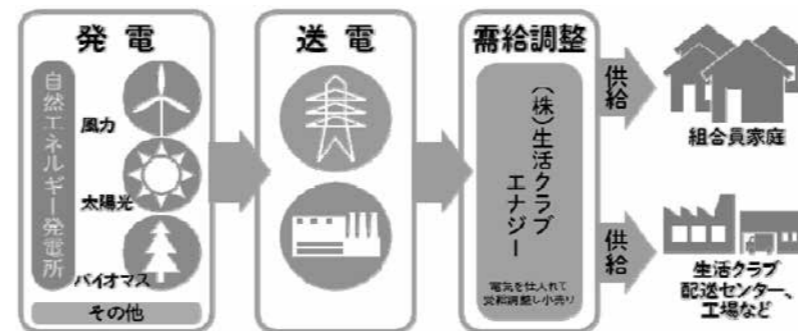 発電
自然エネルギー発電所
風力
太陽光
バイオマス
その他
送電
需給調整
(株)生活クラブ
エナジー
電気を仕入れて
需給調整し小売り
供給
組合員家庭
供給
生活クラブ
配送センター、
工場など